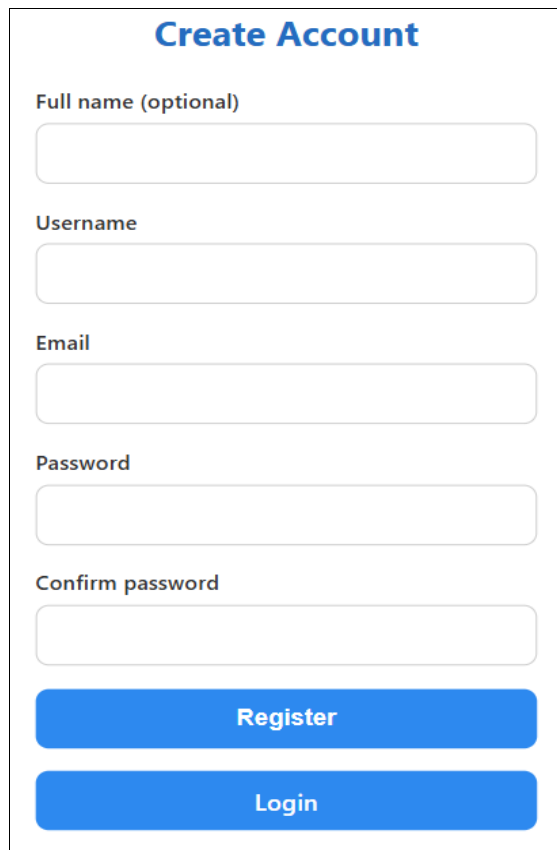 Create Account
Full name (optional)
Username
Email
Password
Confirm password
Register
Login